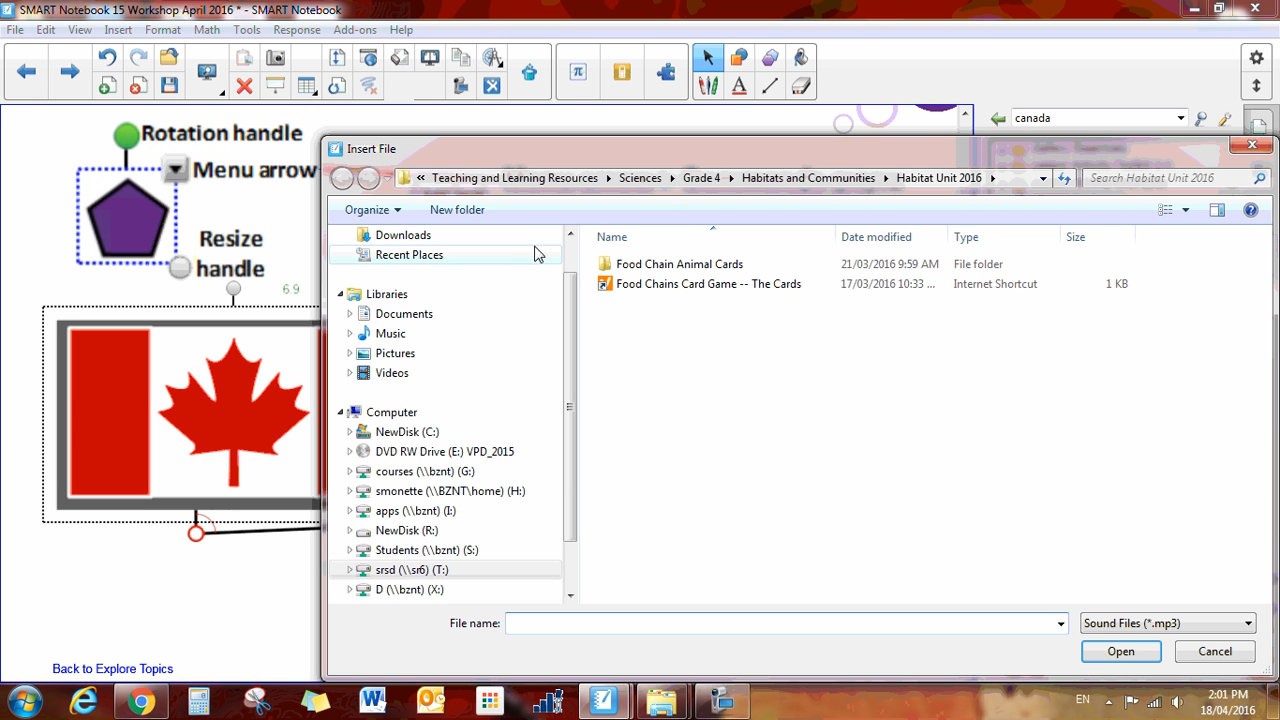 SMART Notebook 15 Workshop April 2016 * - SMART Notebook
File Edit View Insert Format Math Tools Response Add-ons Help
canada
Rotation handle
Menu arrow
Resize
handle
6.9
Insert File
« Teaching and Learning Resources Sciences Grade 4 Habitats and Communities Habitat Unit 2016
Search Habitat Unit 2016
Organize New folder
Downloads
Recent Places
Libraries
Documents
Music
Pictures
Videos
Computer
NewDisk (C:)
DVD RW Drive (E:) VPD_2015
courses (\\bznt) (G:)
smonette (\\BZNT\home) (H:)
apps (\\bznt) (I:)
NewDisk (R:)
Students (\\bznt) (S:)
srsd (\\sr6) (T:)
D (\\bznt) (X:)
Name Date modified Type Size
Food Chain Animal Cards 21/03/2016 9:59 AM File folder
Food Chains Card Game -- The Cards 17/03/2016 10:33 ... Internet Shortcut 1 KB
File name: Sound Files (*.mp3)
Open Cancel
Back to Explore Topics
EN
2:01 PM
18/04/2016